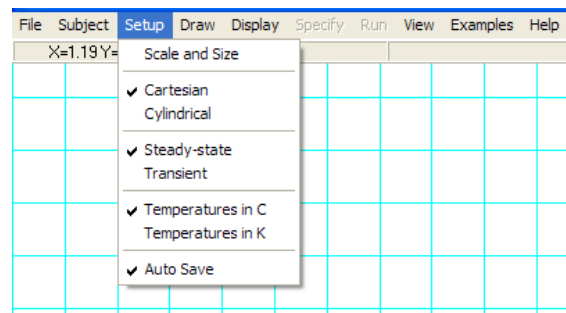 File Subject Setup Draw Display Specify Run View Examples Help
X=1.19 Y=
Scale and Size
Cartesian
Cylindrical
Steady-state
Transient
Temperatures in C
Temperatures in K
Auto Save